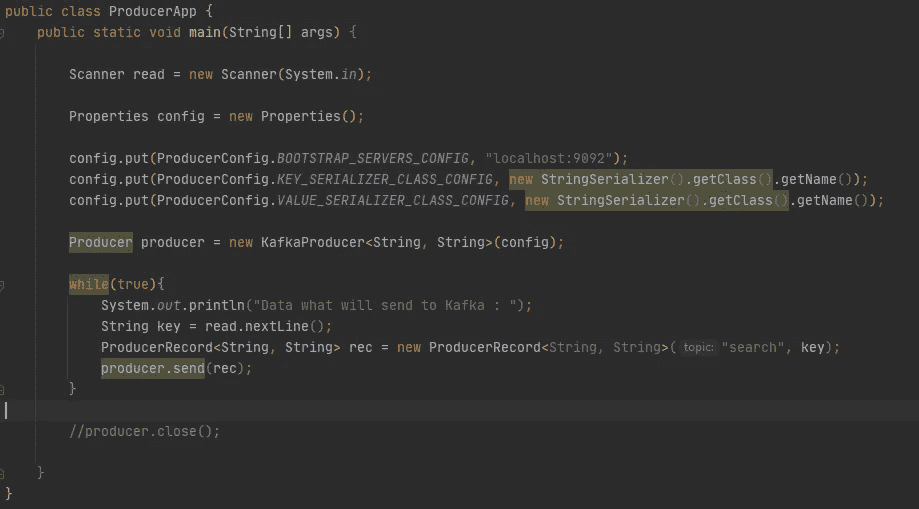 public class ProducerApp {
    public static void main(String[] args) {
        Scanner read = new Scanner(System.in);
        Properties config = new Properties();
        config.put(ProducerConfig.BOOTSTRAP_SERVERS_CONFIG, "localhost:9092");
        config.put(ProducerConfig.KEY_SERIALIZER_CLASS_CONFIG, new StringSerializer().getClass().getName());
        config.put(ProducerConfig.VALUE_SERIALIZER_CLASS_CONFIG, new StringSerializer().getClass().getName());
        Producer producer = new KafkaProducer<String, String>(config);
        while(true){
            System.out.println("Data what will send to Kafka : ");
            String key = read.nextLine();
            ProducerRecord<String, String> rec = new ProducerRecord<String, String>( topic: "search", key);
            producer.send(rec);
        }
        //producer.close();
    }
}